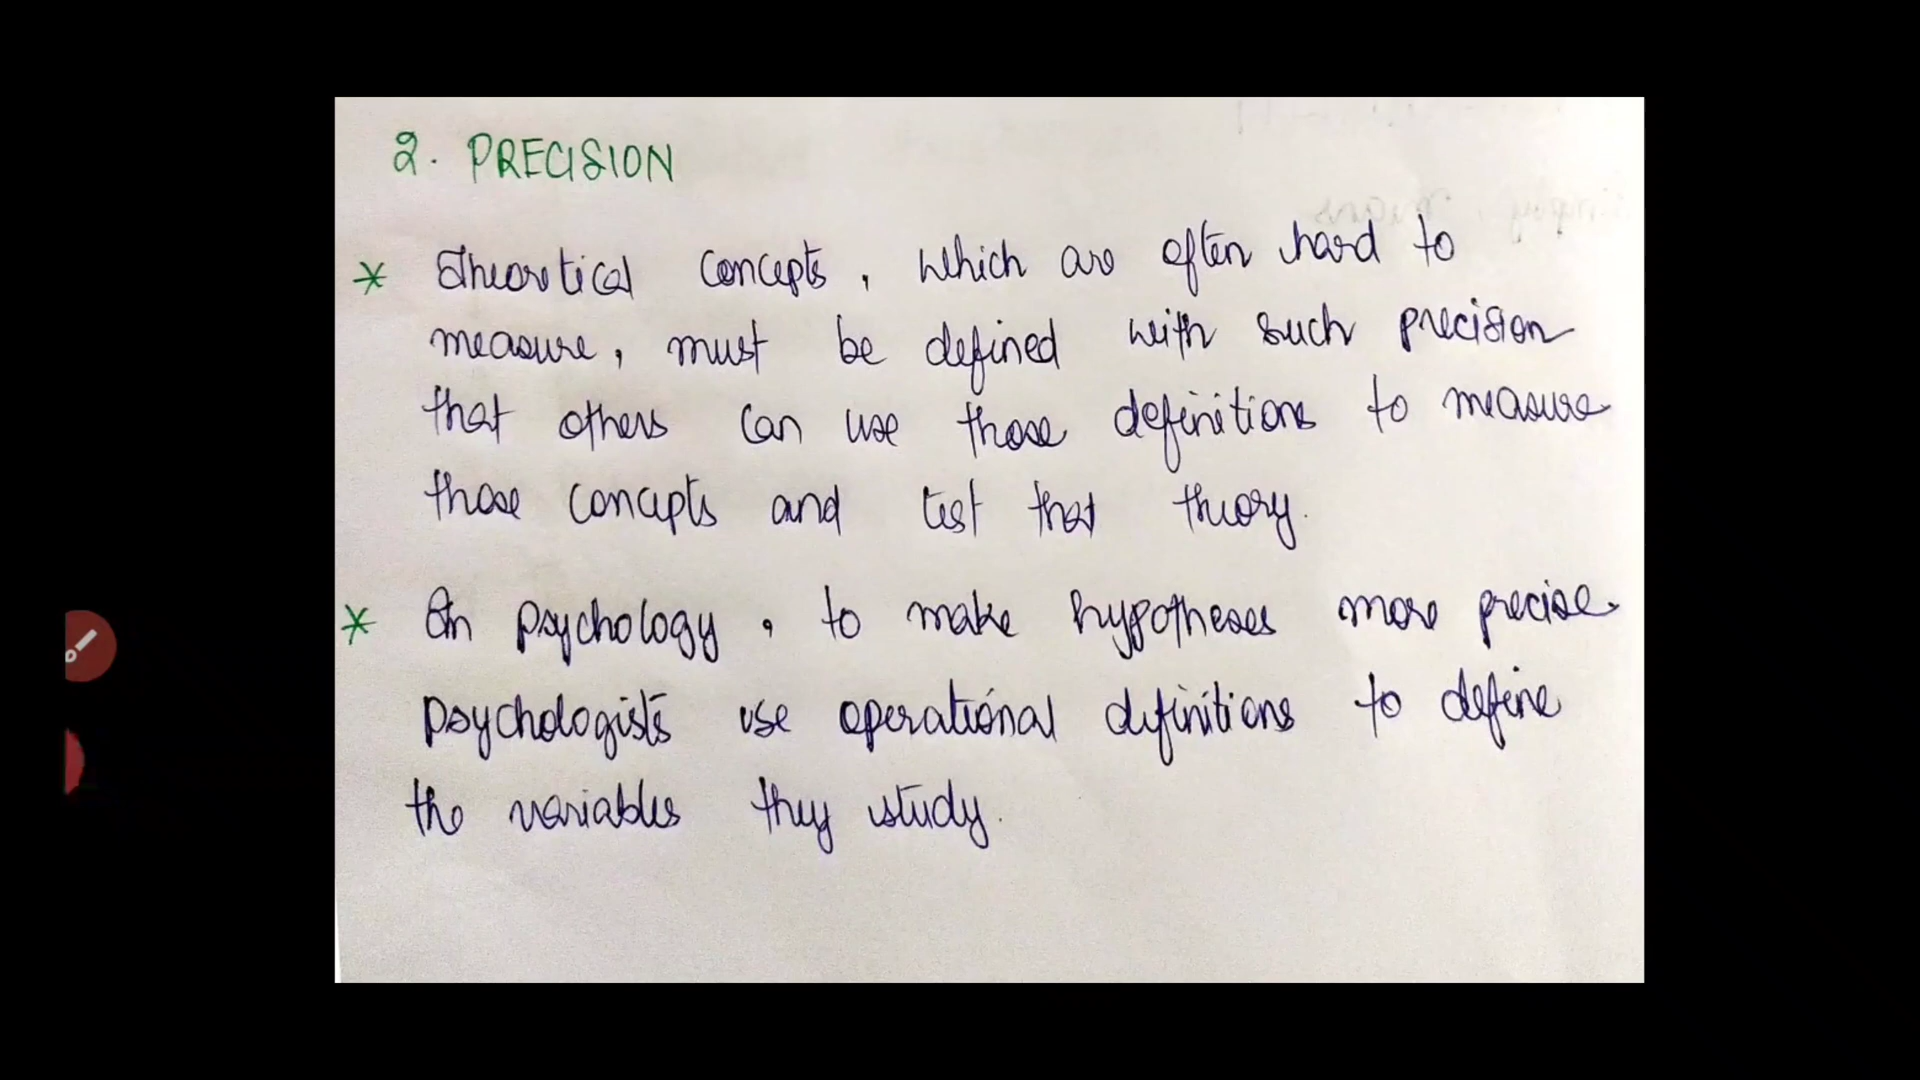 2. PRECISION
* Theoretical concepts, which are often hard to
measure, must be defined with such precision
that others can use those definitions to measure
those concepts and test that theory.
* In psychology, to make hypotheses more precise.
psychologists use operational definitions to define
the variables they study.